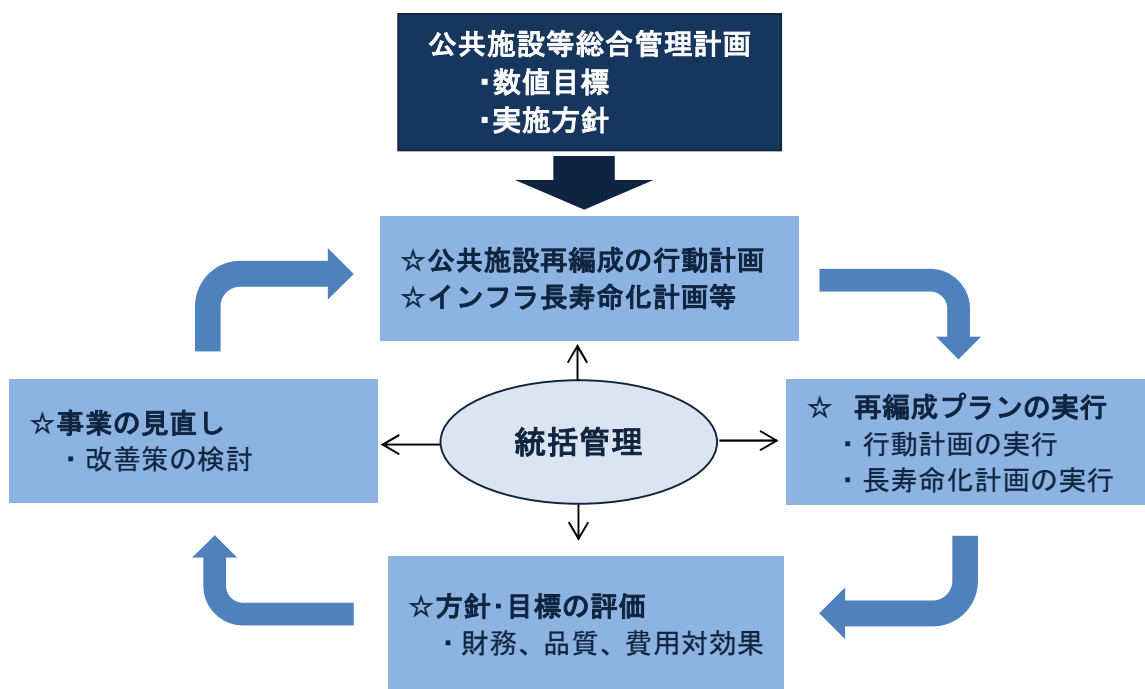 公共施設等総合管理計画
・数値目標
・実施方針
☆公共施設再編成の行動計画
☆インフラ長寿命化計画等
☆事業の見直し
・改善策の検討
統括管理
☆ 再編成プランの実行
・行動計画の実行
・長寿命化計画の実行
☆方針・目標の評価
・財務、品質、費用対効果